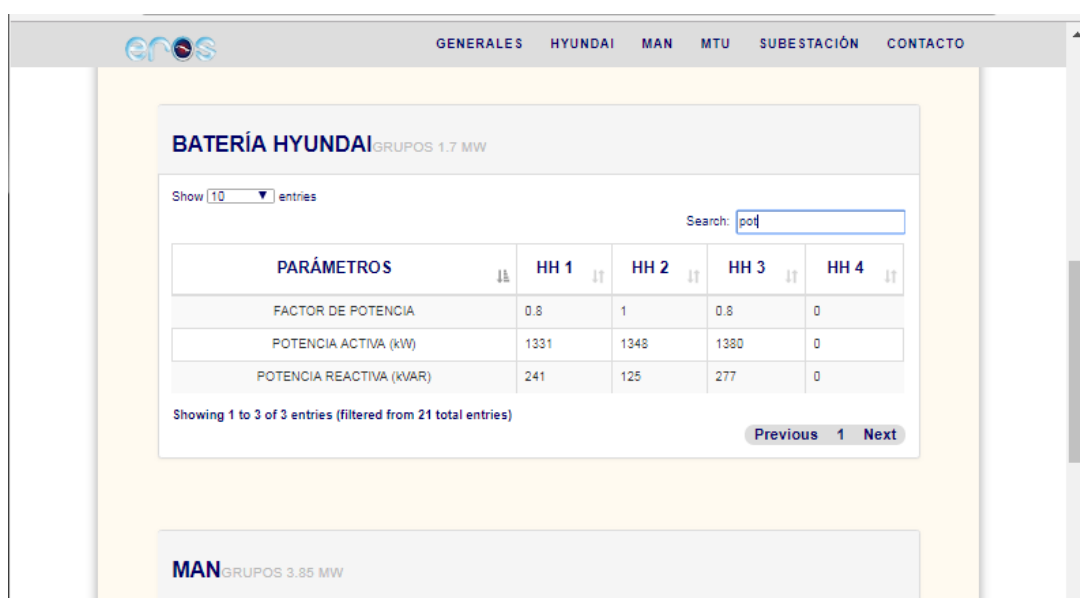 eros GENERALES HYUNDAI MAN MTU SUBESTACIÓN CONTACTO
BATERÍA HYUNDAI GRUPOS 1.7 MW
Show 10 entries
Search: pot
PARÁMETROS HH 1 HH 2 HH 3 HH 4
FACTOR DE POTENCIA 0.8 1 0.8 0
POTENCIA ACTIVA (kW) 1331 1348 1380 0
POTENCIA REACTIVA (kVAR) 241 125 277 0
Showing 1 to 3 of 3 entries (filtered from 21 total entries)
Previous 1 Next
MAN GRUPOS 3.85 MW